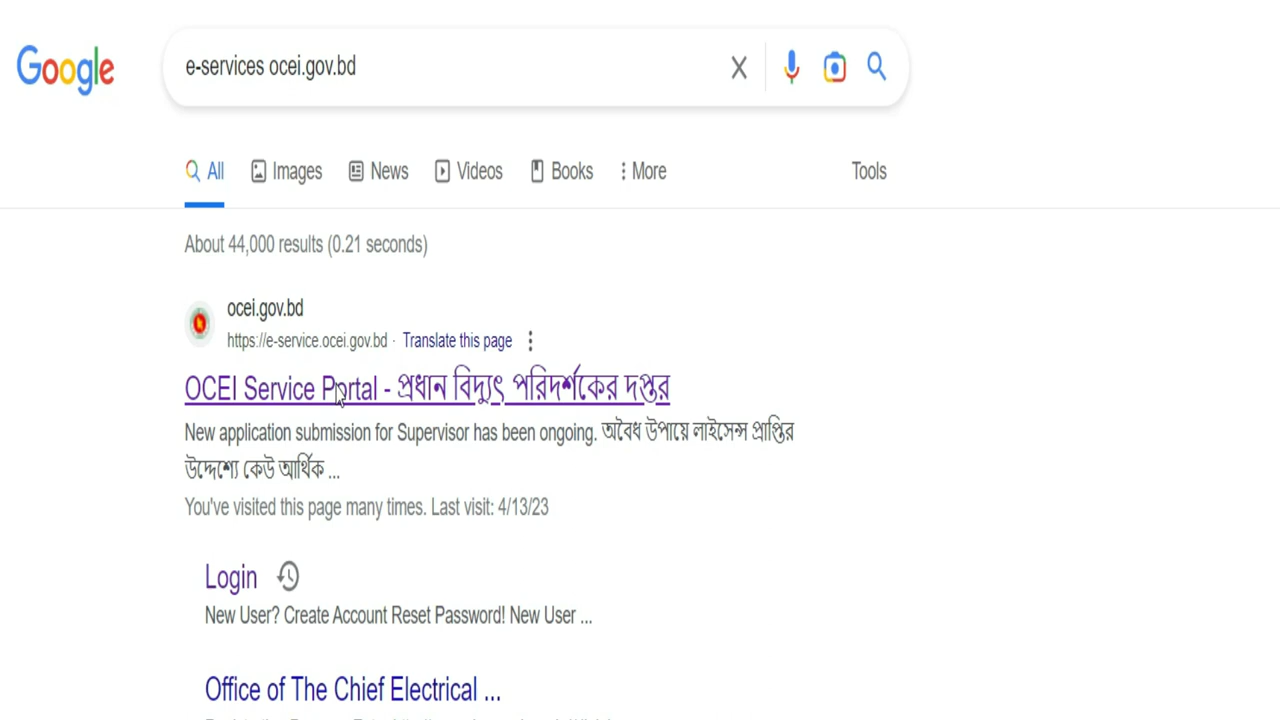 Google
e-services ocei.gov.bd
All Images News Videos Books More Tools
About 44,000 results (0.21 seconds)
ocei.gov.bd
https://e-service.ocei.gov.bd · Translate this page
OCEI Service Portal - প্রধান বিদ্যুৎ পরিদর্শকের দপ্তর
New application submission for Supervisor has been ongoing. অবৈধ উপায়ে লাইসেন্স প্রাপ্তির
উদ্দেশ্যে কেউ আর্থিক ...
You've visited this page many times. Last visit: 4/13/23
Login
New User? Create Account Reset Password! New User ...
Office of The Chief Electrical ...